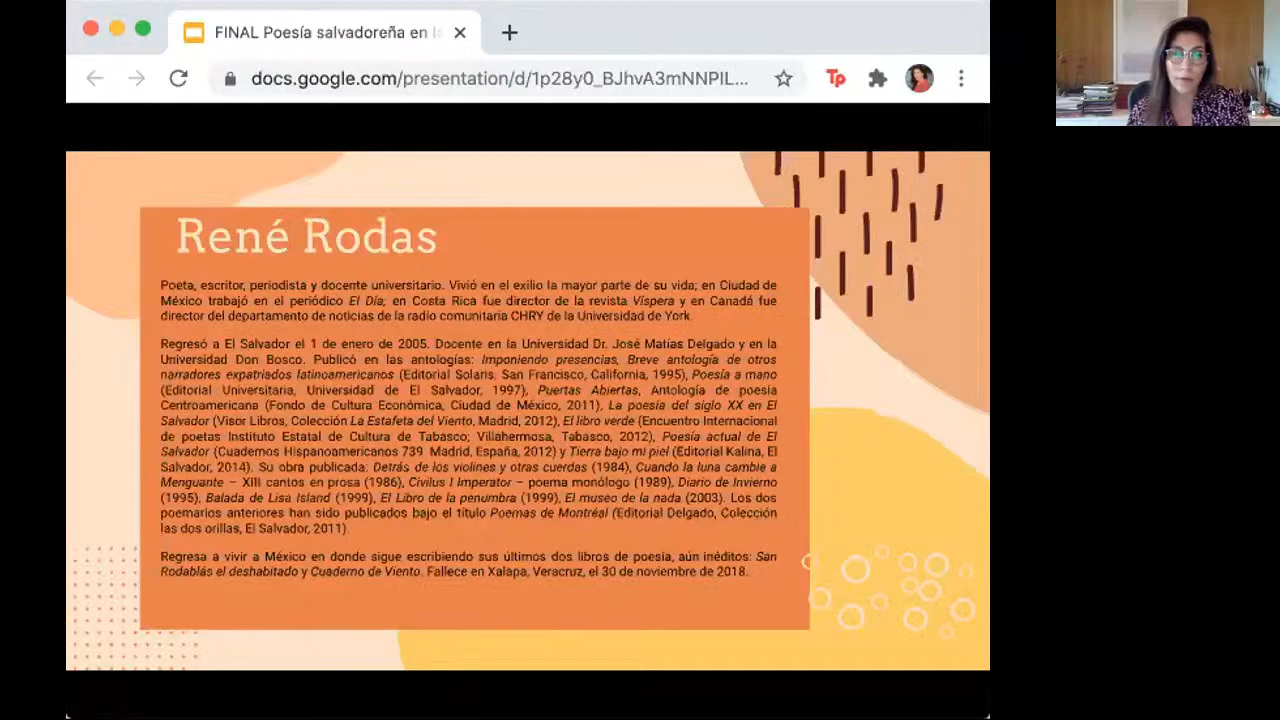 FINAL Poesía salvadoreña en
docs.google.com/presentation/d/1p28y0_BJhvA3mNNPIL...
Tp
René Rodas
Poeta, escritor, periodista y docente universitario. Vivió en el exilio la mayor parte de su vida; en Ciudad de
México trabajó en el periódico El Día; en Costa Rica fue director de la revista Víspera y en Canadá fue
director del departamento de noticias de la radio comunitaria CHRY de la Universidad de York.
Regresó a El Salvador el 1 de enero de 2005. Docente en la Universidad Dr. José Matías Delgado y en la
Universidad Don Bosco. Publicó en las antologías: Imponiendo presencias, Breve antología de otros
narradores expatriados latinoamericanos (Editorial Solaris, San Francisco, California, 1995), Poesía a mano
(Editorial Universitaria, Universidad de El Salvador, 1997), Puertas Abiertas, Antología de poesía
Centroamericana (Fondo de Cultura Económica, Ciudad de México, 2011), La poesía del siglo XX en El
Salvador (Visor Libros, Colección La Estafeta del Viento, Madrid, 2012), El libro verde (Encuentro Internacional
de poetas Instituto Estatal de Cultura de Tabasco; Villahermosa, Tabasco, 2012), Poesía actual de El
Salvador (Cuadernos Hispanoamericanos 739 Madrid, España, 2012) y Tierra bajo mi piel (Editorial Kalina, El
Salvador, 2014). Su obra publicada: Detrás de los violines y otras cuerdas (1984), Cuando la luna cambie a
Menguante – XIII cantos en prosa (1986), Civilus I Imperator – poema monólogo (1989), Diario de Invierno
(1995), Balada de Lisa Island (1999), El Libro de la penumbra (1999), El museo de la nada (2003). Los dos
poemarios anteriores han sido publicados bajo el título Poemas de Montréal (Editorial Delgado, Colección
las dos orillas, El Salvador, 2011).
Regresa a vivir a México en donde sigue escribiendo sus últimos dos libros de poesía, aún inéditos: San
Rodablás el deshabitado y Cuaderno de Viento. Fallece en Xalapa, Veracruz, el 30 de noviembre de 2018.